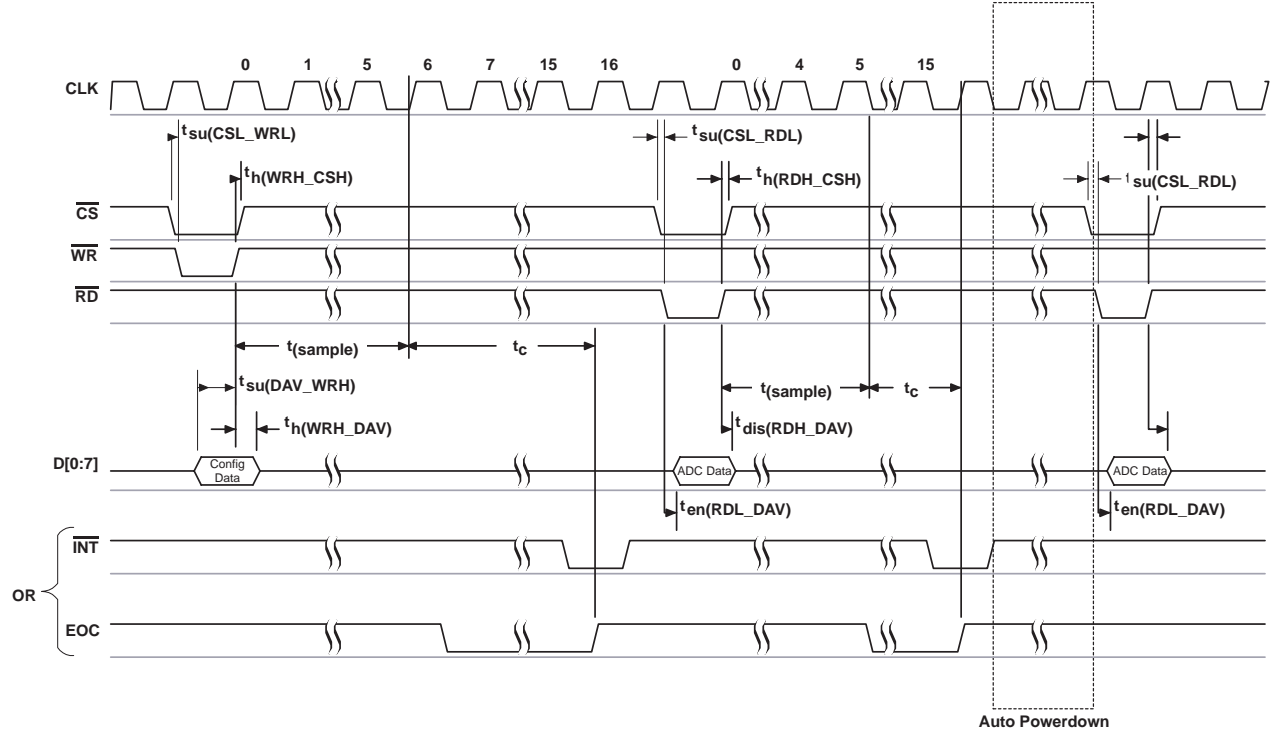 0 1 5 6 7 15 16 0 4 5 15
CLK
tsu(CSL_WRL) tsu(CSL_RDL)
th(WRH_CSH) th(RDH_CSH) tsu(CSL_RDL)
CS
WR
RD
t(sample) tc
tsu(DAV_WRH) t(sample) tc
th(WRH_DAV) tdis(RDH_DAV)
D[0:7] Config Data ADC Data ADC Data
ten(RDL_DAV) ten(RDL_DAV)
INT
OR
EOC
Auto Powerdown